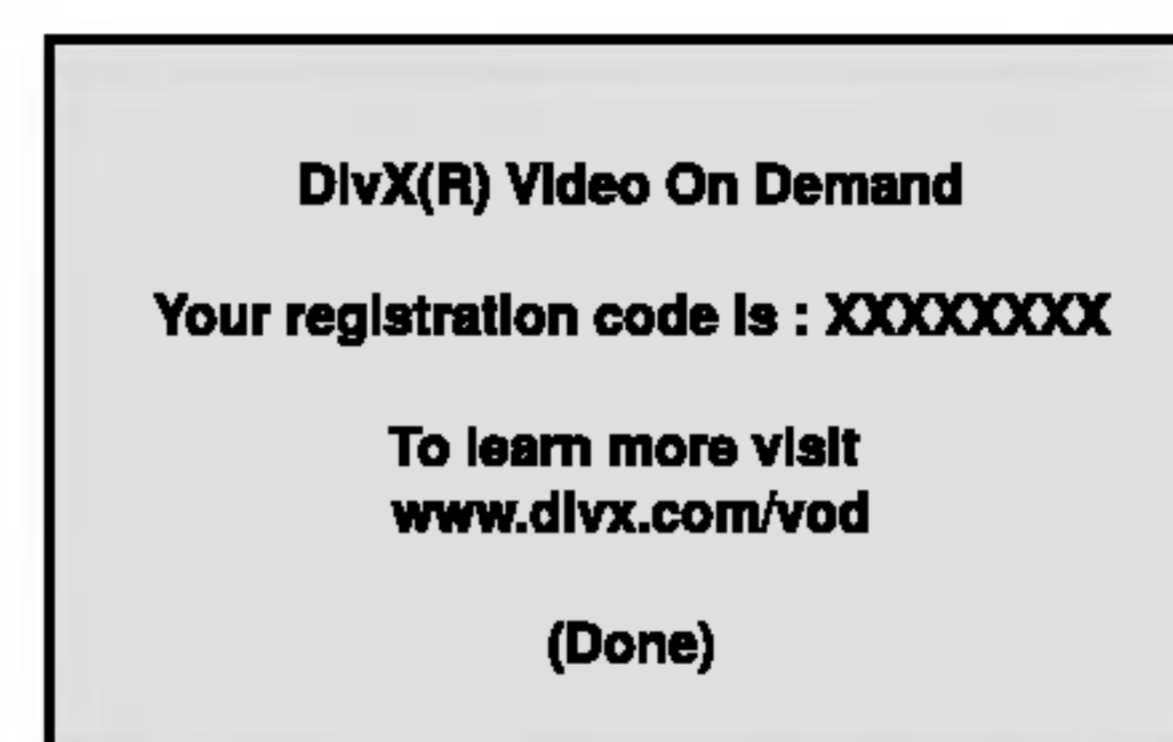 DivX(R) Video On Demand
Your registration code is : XXXXXXXX
To learn more visit
www.divx.com/vod
(Done)